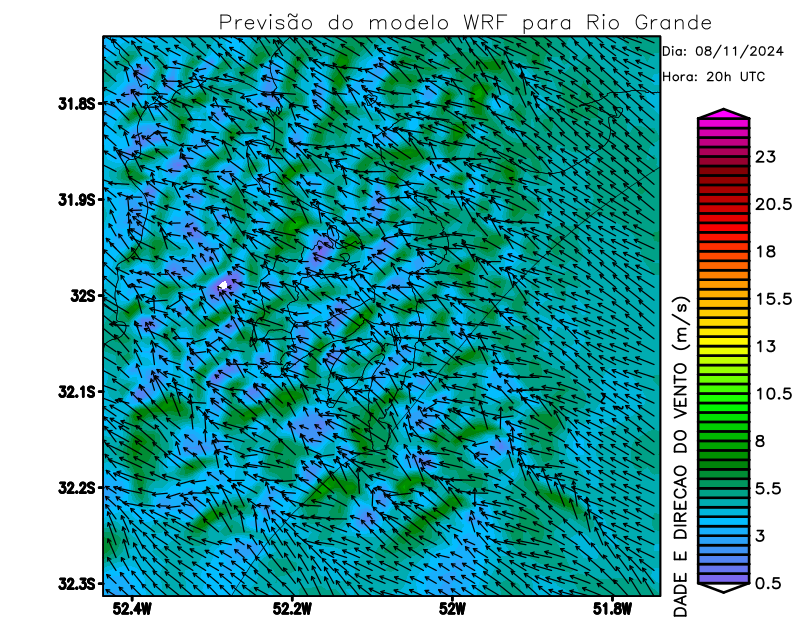 Previsão do modelo WRF para Rio Grande
Dia: 08/11/2024
Hora: 20h UTC
31.8S
31.9S
32S
32.1S
32.2S
32.3S
52.4W
52.2W
52W
51.8W
23
20.5
18
15.5
13
10.5
8
5.5
3
0.5
DADE E DIRECAO DO VENTO (m/s)